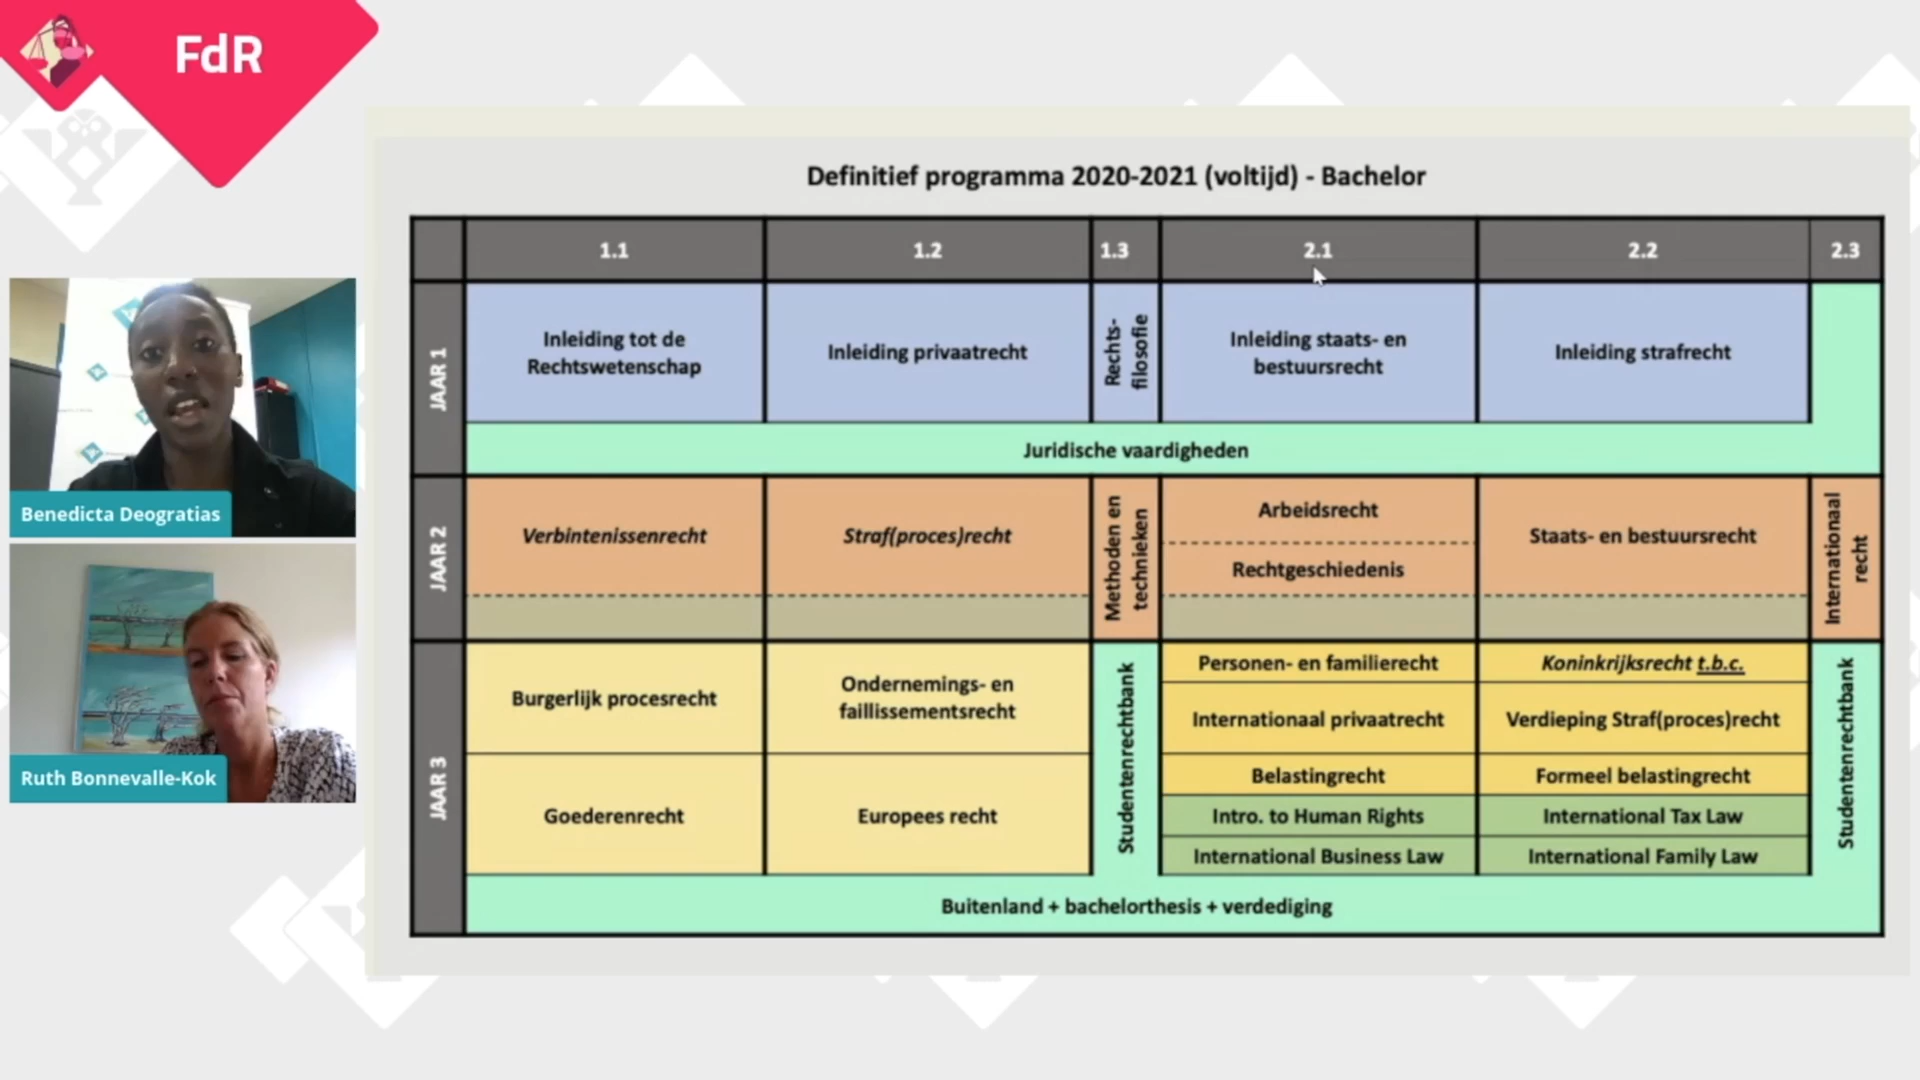 FdR
Definitief programma 2020-2021 (voltijd) - Bachelor
1.1
1.2
1.3
2.1
2.2
2.3
JAAR 1
Inleiding tot de
Rechtswetenschap
Inleiding privaatrecht
Rechts-
filosofie
Inleiding staats- en
bestuursrecht
Inleiding strafrecht
Juridische vaardigheden
JAAR 2
Verbintenissenrecht
Straf(proces)recht
Methoden en
technieken
Arbeidsrecht
Rechtgeschiedenis
Staats- en bestuursrecht
Internationaal
recht
JAAR 3
Burgerlijk procesrecht
Ondernemings- en
faillissementsrecht
Studentenrechtbank
Personen- en familierecht
Koninkrijksrecht t.b.c.
Internationaal privaatrecht
Verdieping Straf(proces)recht
Belastingrecht
Formeel belastingrecht
Goederenrecht
Europees recht
Intro. to Human Rights
International Tax Law
International Business Law
International Family Law
Studentenrechtbank
Buitenland + bachelorthesis + verdediging
Benedicta Deogratias
Ruth Bonnevalle-Kok